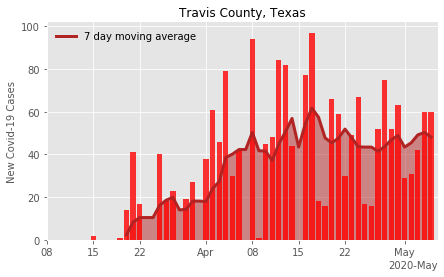 Travis County, Texas
7 day moving average
New Covid-19 Cases
100
80
60
40
20
0
08 15 22 Apr 08 15 22 May
2020-May